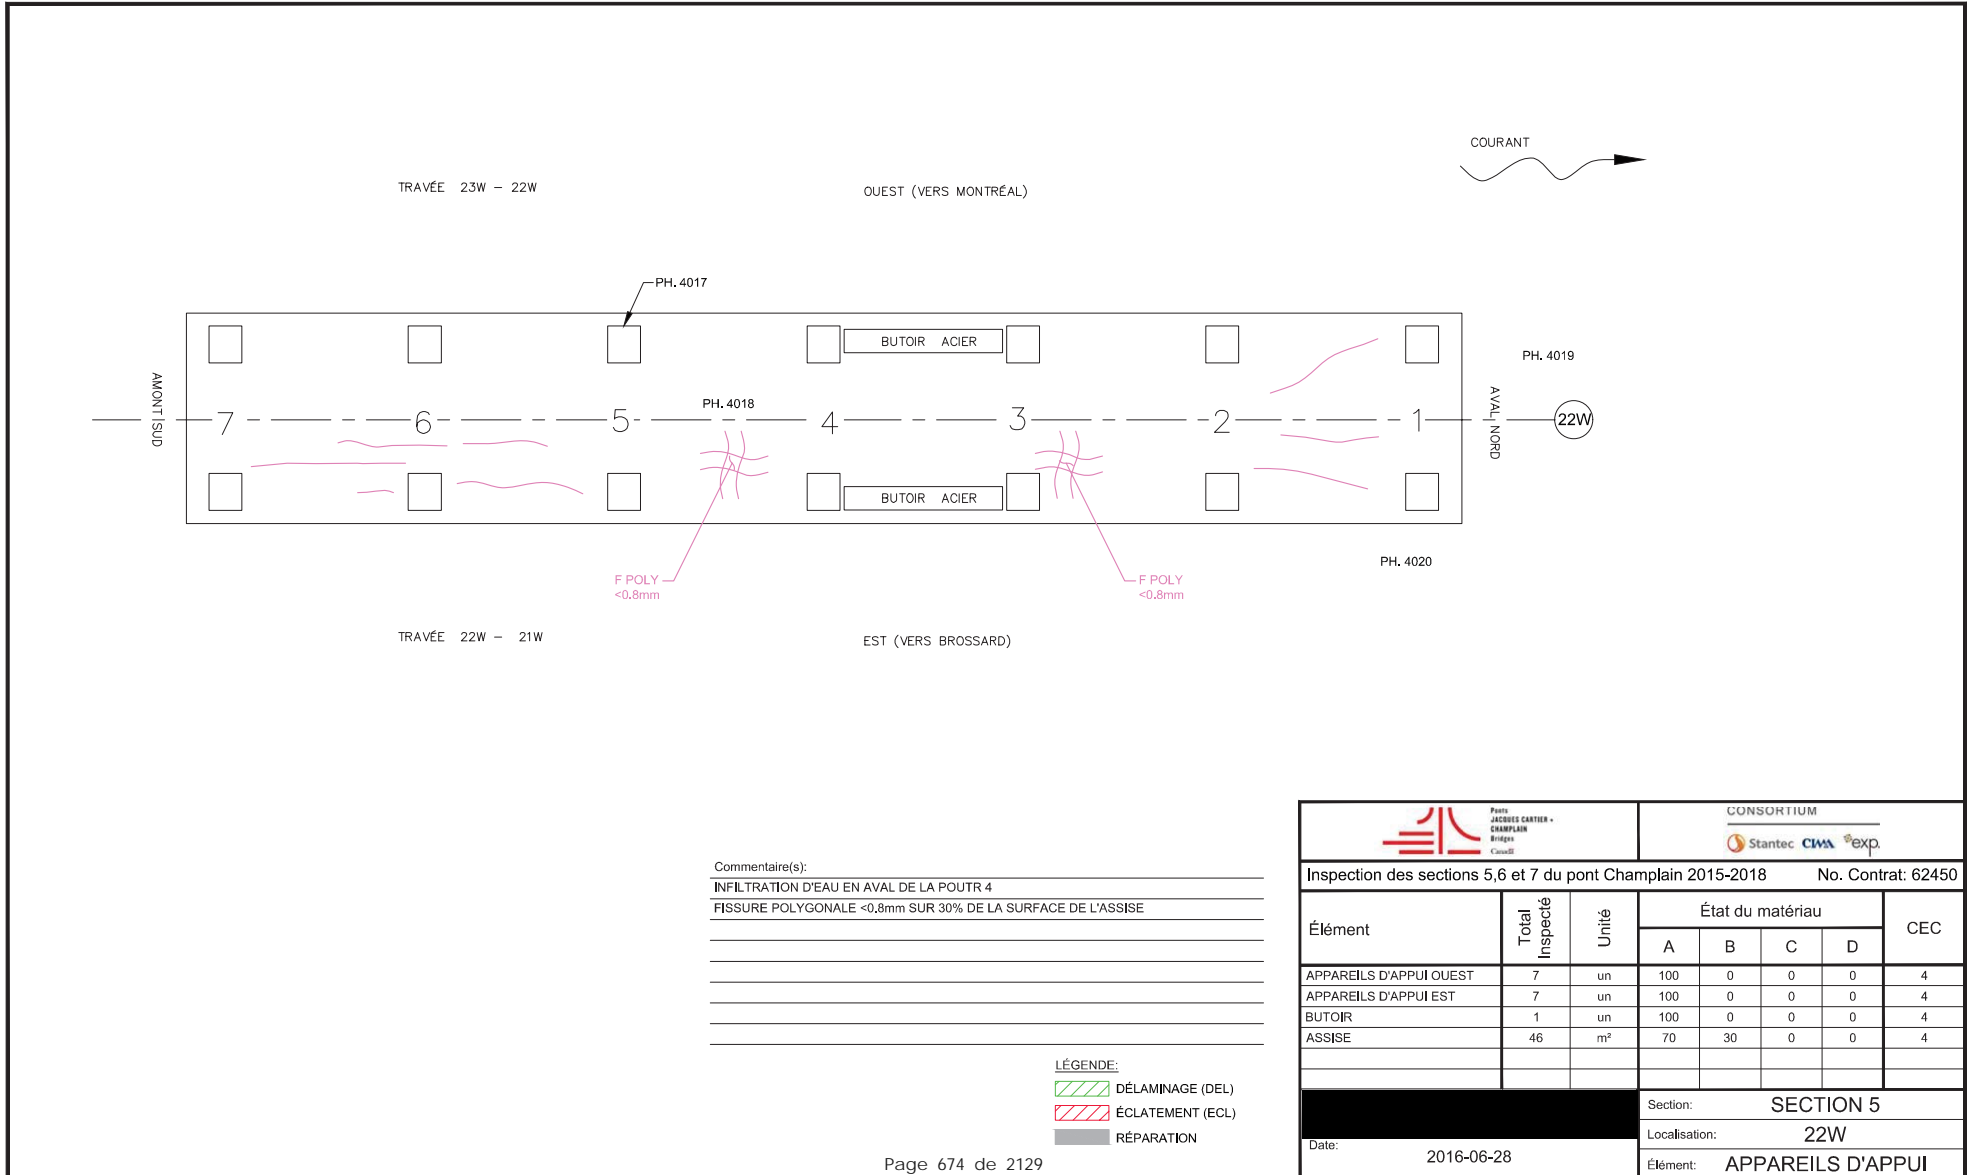 COURANT
TRAVÉE 23W – 22W
OUEST (VERS MONTRÉAL)
PH. 4017
BUTOIR ACIER
PH. 4019
AMONT SUD
7
6
5
PH. 4018
4
3
2
1
AVAL NORD
22W
BUTOIR ACIER
PH. 4020
F POLY
<0.8mm
F POLY
<0.8mm
TRAVÉE 22W – 21W
EST (VERS BROSSARD)
Commentaire(s):
INFILTRATION D'EAU EN AVAL DE LA POUTR 4
FISSURE POLYGONALE <0.8mm SUR 30% DE LA SURFACE DE L'ASSISE
LÉGENDE:
DÉLAMINAGE (DEL)
ÉCLATEMENT (ECL)
RÉPARATION
Page 674 de 2129
Ponts
JACQUES CARTIER +
CHAMPLAIN
Bridges
Canada
CONSORTIUM
Stantec CIMA exp.
Inspection des sections 5,6 et 7 du pont Champlain 2015-2018 No. Contrat: 62450
Élément Total Inspecté Unité État du matériau CEC
A B C D
APPAREILS D'APPUI OUEST 7 un 100 0 0 0 4
APPAREILS D'APPUI EST 7 un 100 0 0 0 4
BUTOIR 1 un 100 0 0 0 4
ASSISE 46 m² 70 30 0 0 4
Section: SECTION 5
Localisation: 22W
Date: 2016-06-28
Élément: APPAREILS D'APPUI